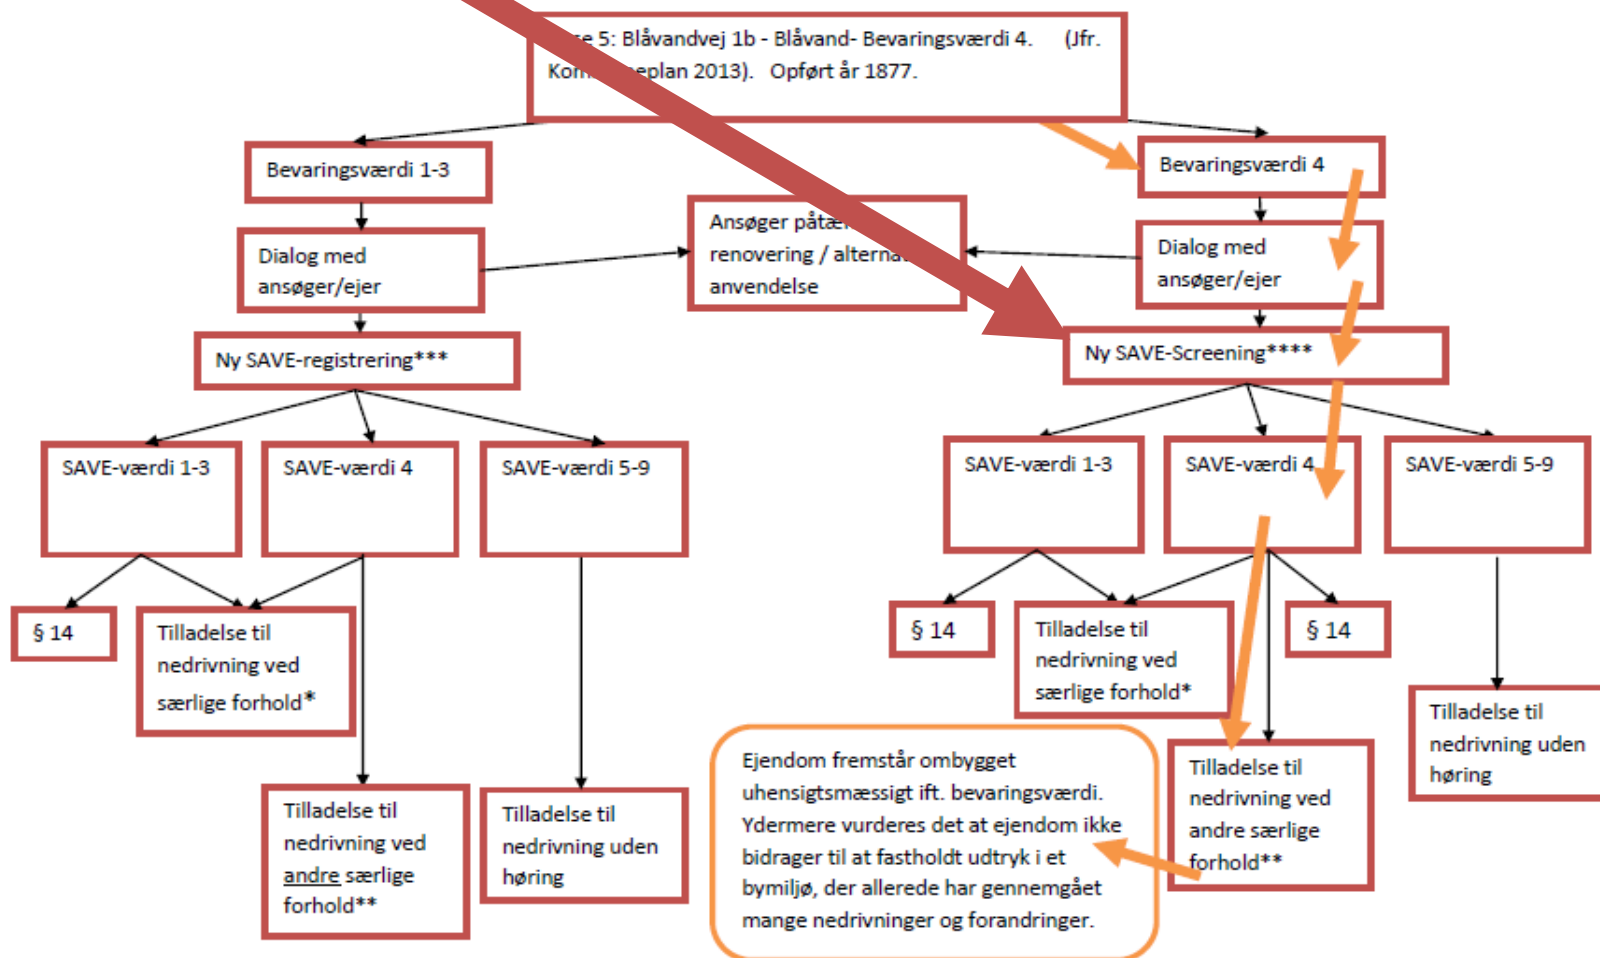 5: Blåvandvej 1b - Blåvand- Bevaringsværdi 4. (Jfr.
2013). Opført år 1877.
Bevaringsværdi 1-3
Bevaringsværdi 4
Dialog med
ansøger/ejer
Ansøger
renovering /
anvendelse
Dialog med
ansøger/ejer
Ny SAVE-registrering***
Ny SAVE-Screening****
SAVE-værdi 1-3
SAVE-værdi 4
SAVE-værdi 5-9
SAVE-værdi 1-3
SAVE-værdi 4
SAVE-værdi 5-9
§ 14
Tilladelse til
nedrivning ved
særlige forhold*
§ 14
Tilladelse til
nedrivning ved
særlige forhold*
§ 14
Tilladelse til
nedrivning ved
andre særlige
forhold**
Tilladelse til
nedrivning uden
høring
Ejendom fremstår ombygget
uhensigtsmæssigt ift. bevaringsværdi.
Ydermere vurderes det at ejendom ikke
bidrager til at fastholdt udtryk i et
bymiljø, der allerede har gennemgået
mange nedrivninger og forandringer.
Tilladelse til
nedrivning ved
andre særlige
forhold**
Tilladelse til
nedrivning uden
høring